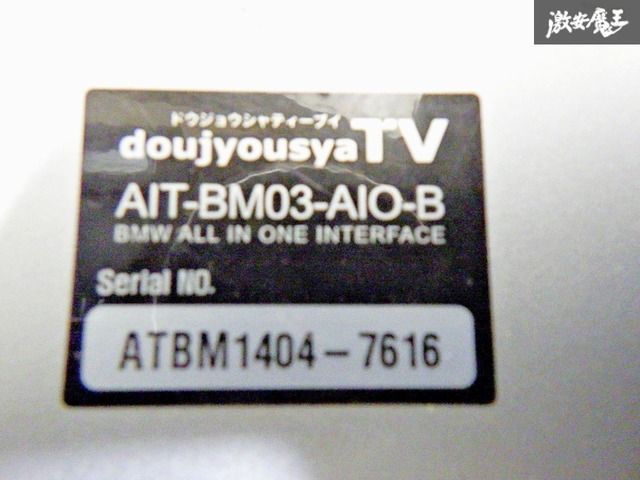 激安魔王
ドウジョウシャティーブイ
doujyousyaTV
AIT-BM03-AIO-B
BMW ALL IN ONE INTERFACE
Serial NO.
ATBM1404-7616